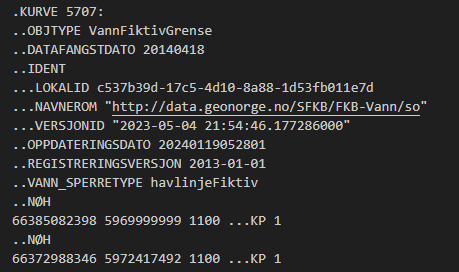 .KURVE 5707:
..OBJTYPE VannFiktivGrense
..DATAFANGSTDATO 20140418
..IDENT
...LOKALID c537b39d-17c5-4d10-8a88-1d53fb011e7d
...NAVNEROM "http://data.geonorge.no/SFKB/FKB-Vann/so"
...VERSJONID "2023-05-04 21:54:46.177286000"
..OPPDATERINGSDATO 20240119052801
..REGISTRERINGSVERSJON 2013-01-01
..VANN_SPERRETYPE havlinjeFiktiv
..NØH
66385082398 5969999999 1100 ...KP 1
..NØH
66372988346 5972417492 1100 ...KP 1